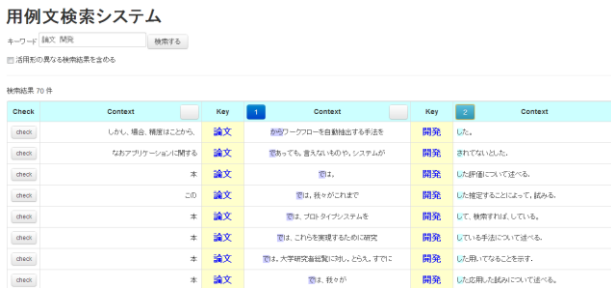 用例文検索システム
キーワード 論文 開発 検索する
活用形の異なる検索結果を含める
検索結果 70 件
Check Context Key 1 Context Key 2 Context
check しかし、場合、精度はことから、 論文 からワークフローを自動抽出する手法を 開発 した。
check なおアプリケーションに関する 論文 であっても、言えないものや、システムが 開発 されてないとした、
check 本 論文 では、 開発 した評価について述べる、
check この 論文 では、我々がこれまで 開発 した確定することによって、試みる、
check 本 論文 では、プロトタイプシステムを 開発 して、検索すれば、している。
check 本 論文 では、これらを実現するために研究 開発 している手法について述べる、
check 本 論文 では、大学研究者総覧に対し、とらえ、すでに 開発 した用いてなることを示す、
check 本 論文 では、我々が 開発 した応用した試みについて述べる。